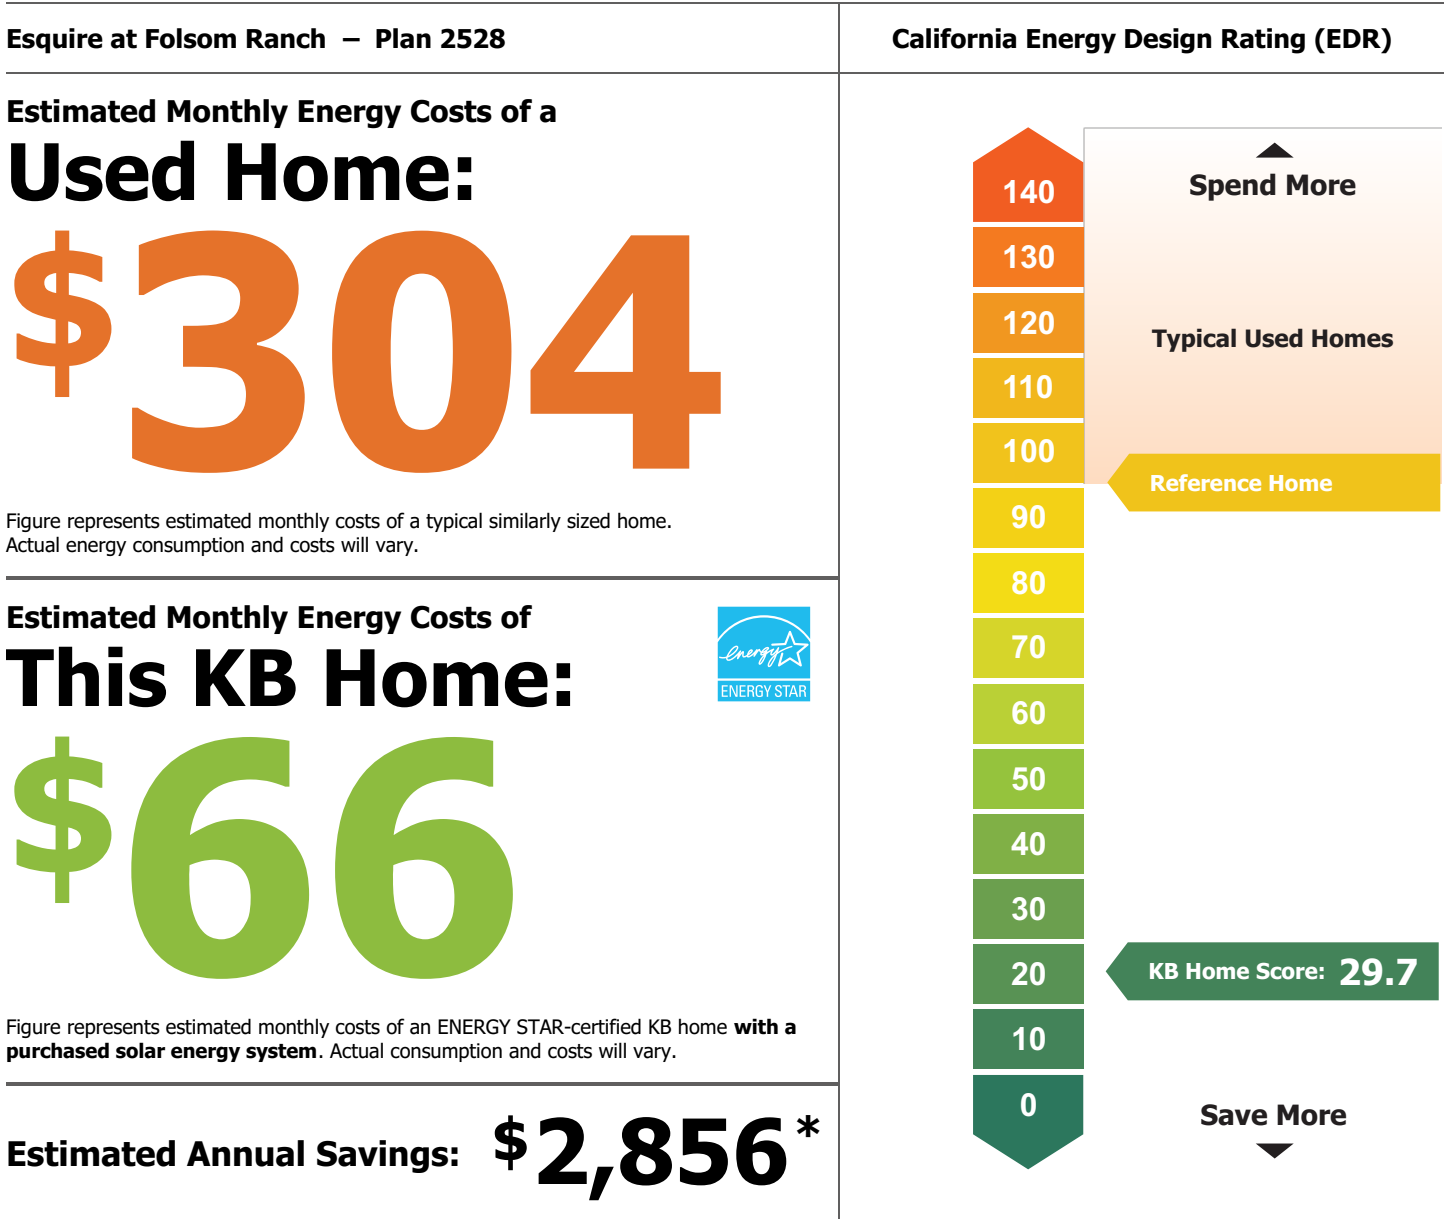 Esquire at Folsom Ranch – Plan 2528
Estimated Monthly Energy Costs of a
Used Home:
$304
Figure represents estimated monthly costs of a typical similarly sized home.
Actual energy consumption and costs will vary.
Estimated Monthly Energy Costs of
This KB Home:
energy
ENERGY STAR
$66
Figure represents estimated monthly costs of an ENERGY STAR-certified KB home with a
purchased solar energy system. Actual consumption and costs will vary.
Estimated Annual Savings: $2,856*
California Energy Design Rating (EDR)
Spend More
140
130
120
Typical Used Homes
110
100
Reference Home
90
80
70
60
50
40
30
20
KB Home Score: 29.7
10
0
Save More